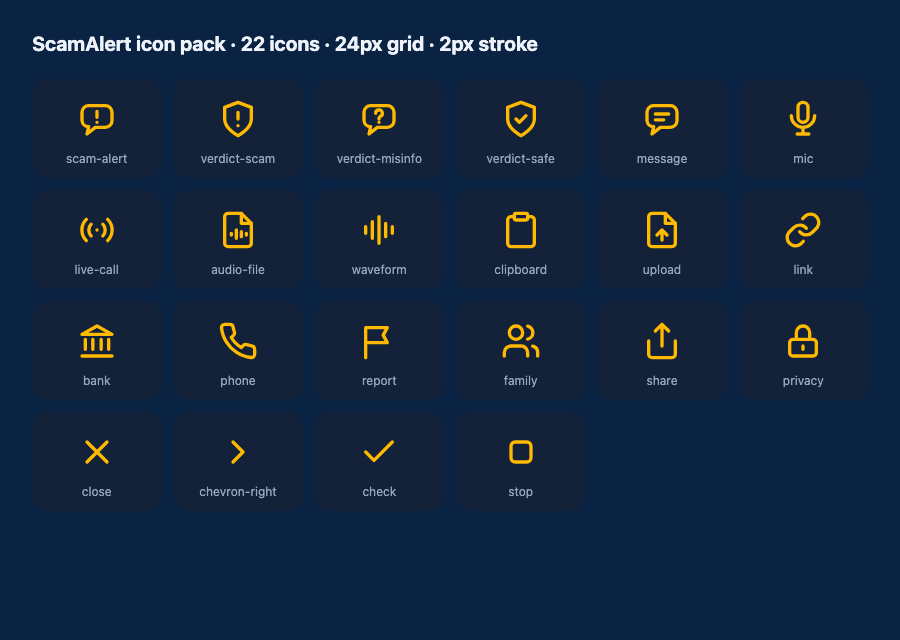 ScamAlert icon pack · 22 icons · 24px grid · 2px stroke
scam-alert
verdict-scam
verdict-misinfo
verdict-safe
message
mic
live-call
audio-file
waveform
clipboard
upload
link
bank
phone
report
family
share
privacy
close
chevron-right
check
stop